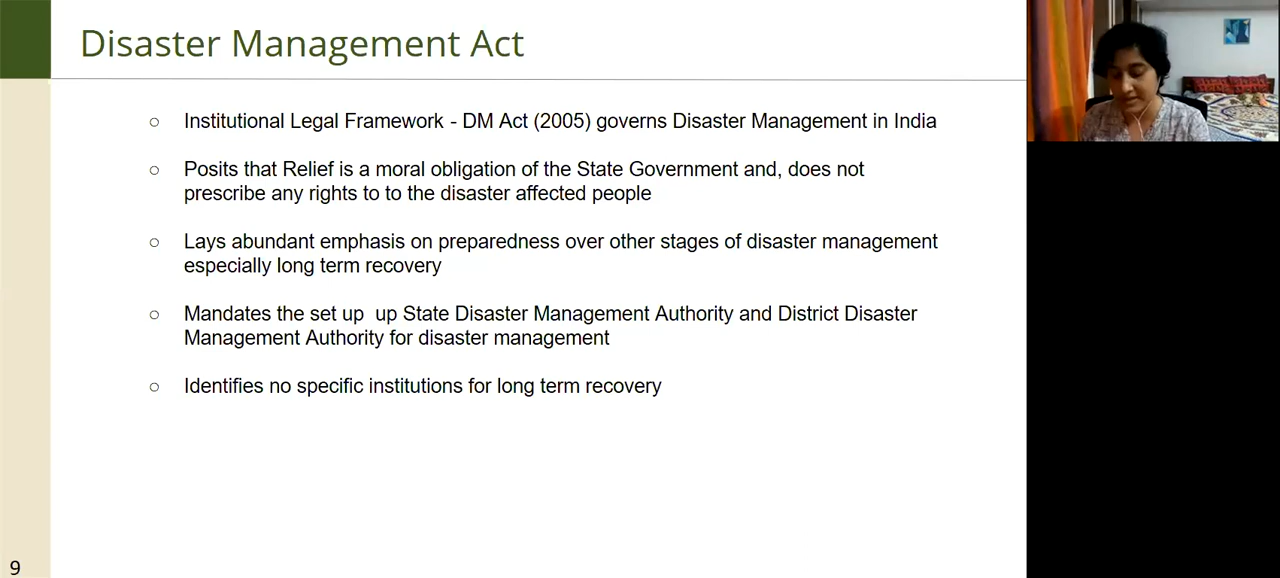 Disaster Management Act
○ Institutional Legal Framework - DM Act (2005) governs Disaster Management in India
○ Posits that Relief is a moral obligation of the State Government and, does not
prescribe any rights to to the disaster affected people
○ Lays abundant emphasis on preparedness over other stages of disaster management
especially long term recovery
○ Mandates the set up  up State Disaster Management Authority and District Disaster
Management Authority for disaster management
○ Identifies no specific institutions for long term recovery
9